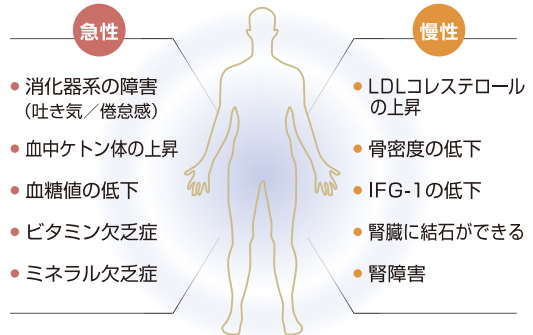 急性
● 消化器系の障害
（吐き気／倦怠感）
● 血中ケトン体の上昇
● 血糖値の低下
● ビタミン欠乏症
● ミネラル欠乏症
慢性
● LDLコレステロール
の上昇
● 骨密度の低下
● IFG-1の低下
● 腎臓に結石ができる
● 腎障害